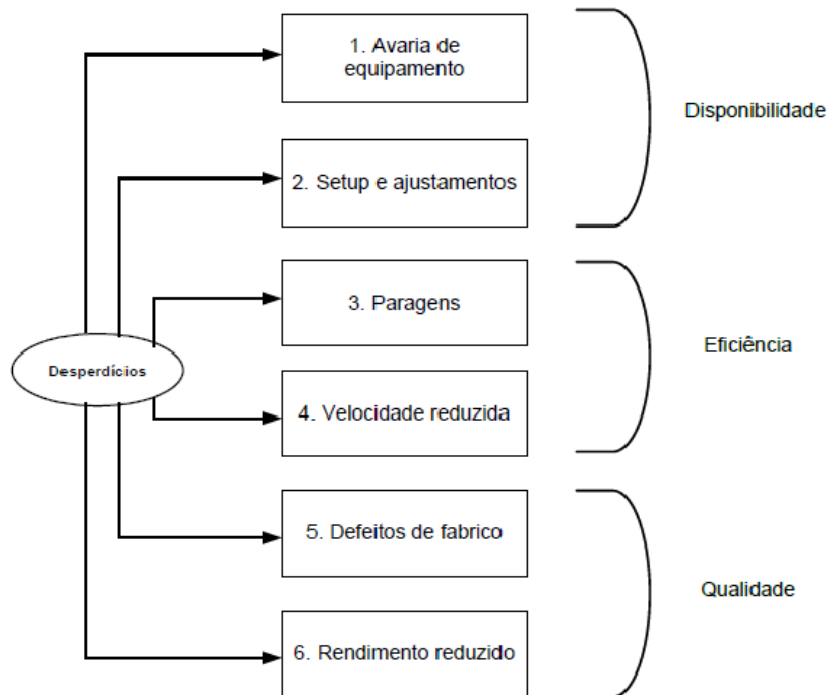 1. Avaria de
equipamento
Disponibilidade
2. Setup e ajustamentos
3. Paragens
Eficiência
Desperdícios
4. Velocidade reduzida
5. Defeitos de fabrico
Qualidade
6. Rendimento reduzido